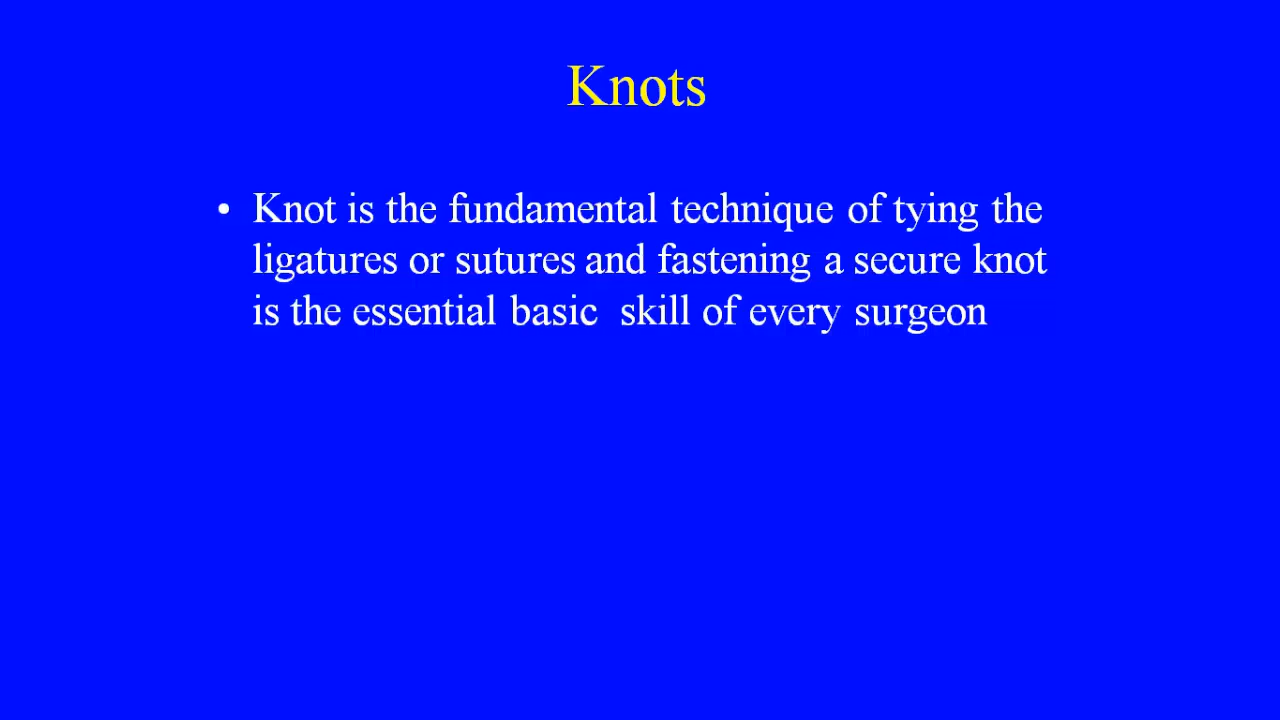 Knots
• Knot is the fundamental technique of tying the
ligatures or sutures and fastening a secure knot
is the essential basic  skill of every surgeon